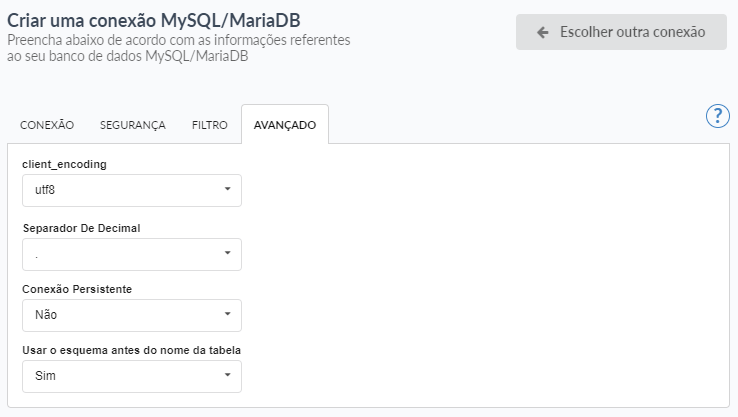 Criar uma conexão MySQL/MariaDB
Preencha abaixo de acordo com as informações referentes
ao seu banco de dados MySQL/MariaDB
Escolher outra conexão
CONEXÃO SEGURANÇA FILTRO AVANÇADO
?
client_encoding
utf8
Separador De Decimal
.
Conexão Persistente
Não
Usar o esquema antes do nome da tabela
Sim